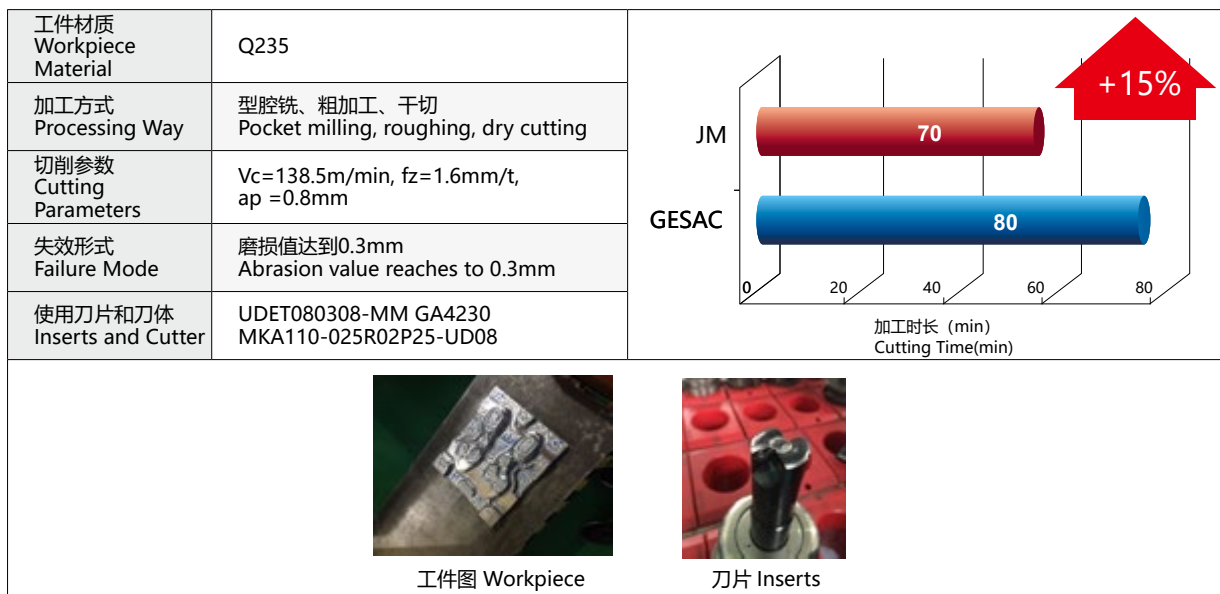 工件材质
Workpiece
Material
Q235
加工方式
Processing Way
型腔铣、粗加工、干切
Pocket milling, roughing, dry cutting
切削参数
Cutting
Parameters
Vc=138.5m/min, fz=1.6mm/t,
ap =0.8mm
失效形式
Failure Mode
磨损值达到0.3mm
Abrasion value reaches to 0.3mm
使用刀片和刀体
Inserts and Cutter
UDET080308-MM GA4230
MKA110-025R02P25-UD08
+15%
JM
70
GESAC
80
0 20 40 60 80
加工时长（min）
Cutting Time(min)
工件图 Workpiece
刀片 Inserts